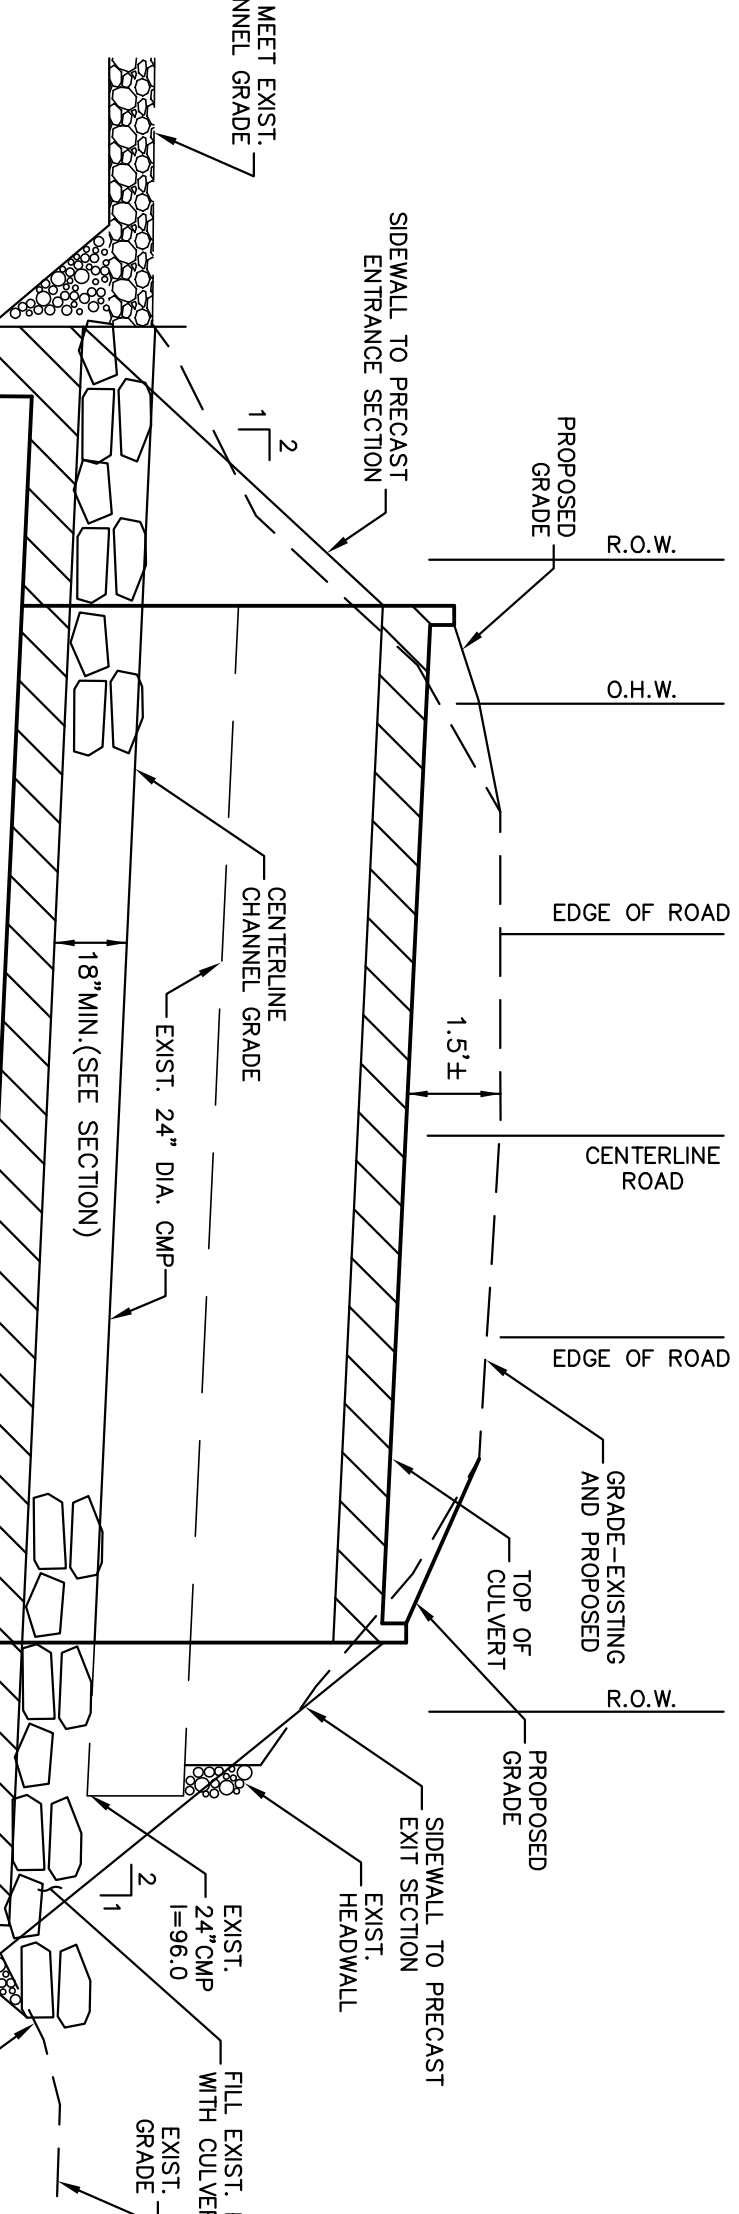 MEET EXIST.
GRADE
SIDEWALL TO PRECAST
ENTRANCE SECTION
1
2
PROPOSED
GRADE
R.O.W.
O.H.W.
EDGE OF ROAD
CENTERLINE
ROAD
EDGE OF ROAD
R.O.W.
CENTERLINE
CHANNEL GRADE
EXIST. 24" DIA. CMP
18"MIN.(SEE SECTION)
1.5'±
GRADE-EXISTING
AND PROPOSED
TOP OF
CULVERT
PROPOSED
GRADE
SIDEWALL TO PRECAST
EXIT SECTION
EXIST.
HEADWALL
2
1
EXIST.
24"CMP
I=96.0
FILL EXIST.
WITH
EXIST.
GRADE